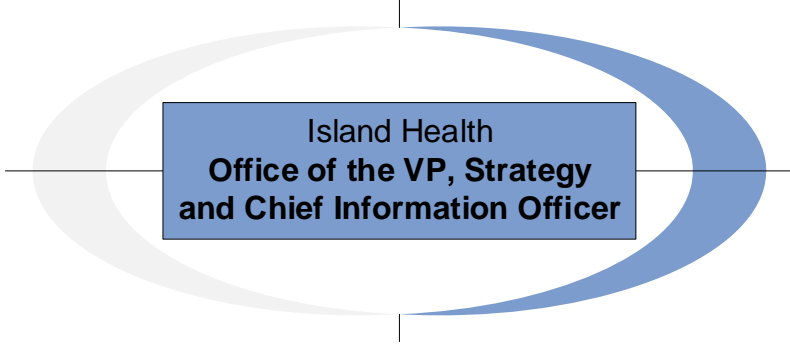 Island Health
Office of the VP, Strategy
and Chief Information Officer